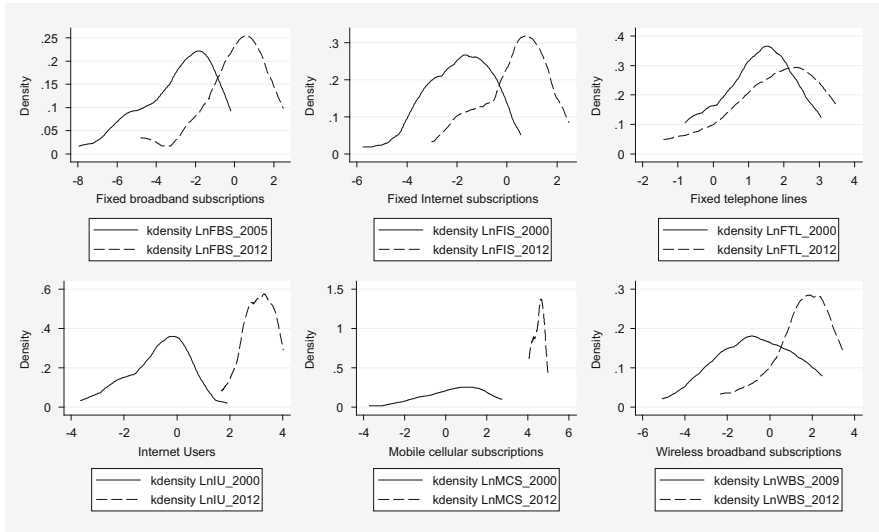 Density
.25
.2
.15
.1
.05
0
-8 -6 -4 -2 0 2
Fixed broadband subscriptions
kdensity LnFBS_2005
kdensity LnFBS_2012
Density
.3
.2
.1
0
-6 -4 -2 0 2
Fixed Internet subscriptions
kdensity LnFIS_2000
kdensity LnFIS_2012
Density
.4
.3
.2
.1
0
-2 -1 0 1 2 3 4
Fixed telephone lines
kdensity LnFTL_2000
kdensity LnFTL_2012
Density
.6
.4
.2
0
-4 -2 0 2 4
Internet Users
kdensity LnIU_2000
kdensity LnIU_2012
Density
1.5
1
.5
0
-4 -2 0 2 4 6
Mobile cellular subscriptions
kdensity LnMCS_2000
kdensity LnMCS_2012
Density
.3
.2
.1
0
-6 -4 -2 0 2 4
Wireless broadband subscriptions
kdensity LnWBS_2009
kdensity LnWBS_2012